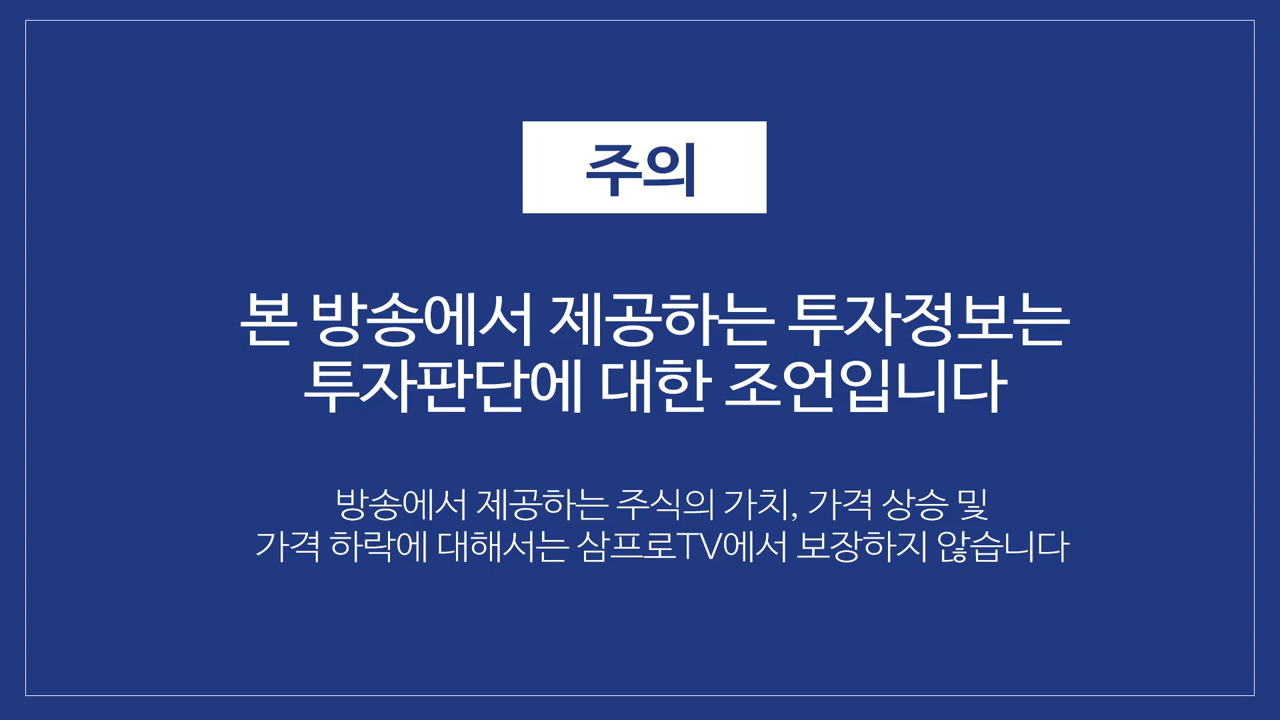 주의
본 방송에서 제공하는 투자정보는
투자판단에 대한 조언입니다
방송에서 제공하는 주식의 가치, 가격 상승 및
가격 하락에 대해서는 삼프로TV에서 보장하지 않습니다